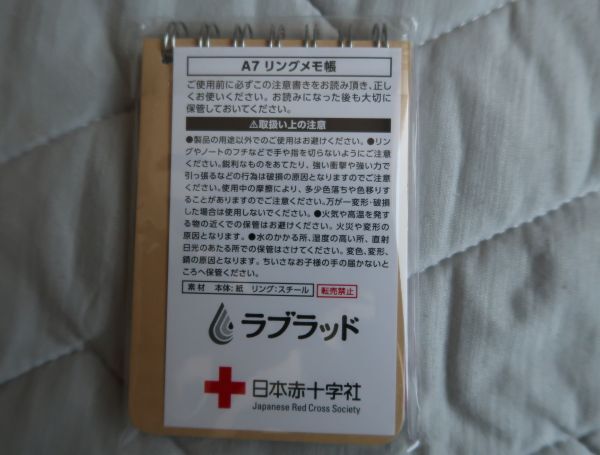 A7 リングメモ帳
ご使用前に必ずこの注意書きをお読み頂き、正し
くお使いください。お読みになった後も大切に
保管しておいてください。
⚠取扱い上の注意
●製品の用途以外でのご使用はお避けください。●リン
グやノートのフチなどで手や指を切らないようにご注意
ください。鋭利なものをあてたり、強い衝撃や強い力で
引っ張るなどの行為は破損の原因となりますのでご注意
ください。使用中の摩擦により、多少色落ちや色移りす
ることがありますのでご注意ください。万が一変形・破損
した場合は使用しないでください。●火気や高温を発す
る物の近くでの保管はお避けください。火災や変形の
原因となります。●水のかかる所、湿度の高い所、直射
日光のあたる所での保管はさけてください。変色、変形、
錆の原因となります。ちいさなお子様の手の届かないとこ
ころへ保管ください。
素材 本体:紙 リング:スチール 転売禁止
ラブラッド
日本赤十字社
Japanese Red Cross Society